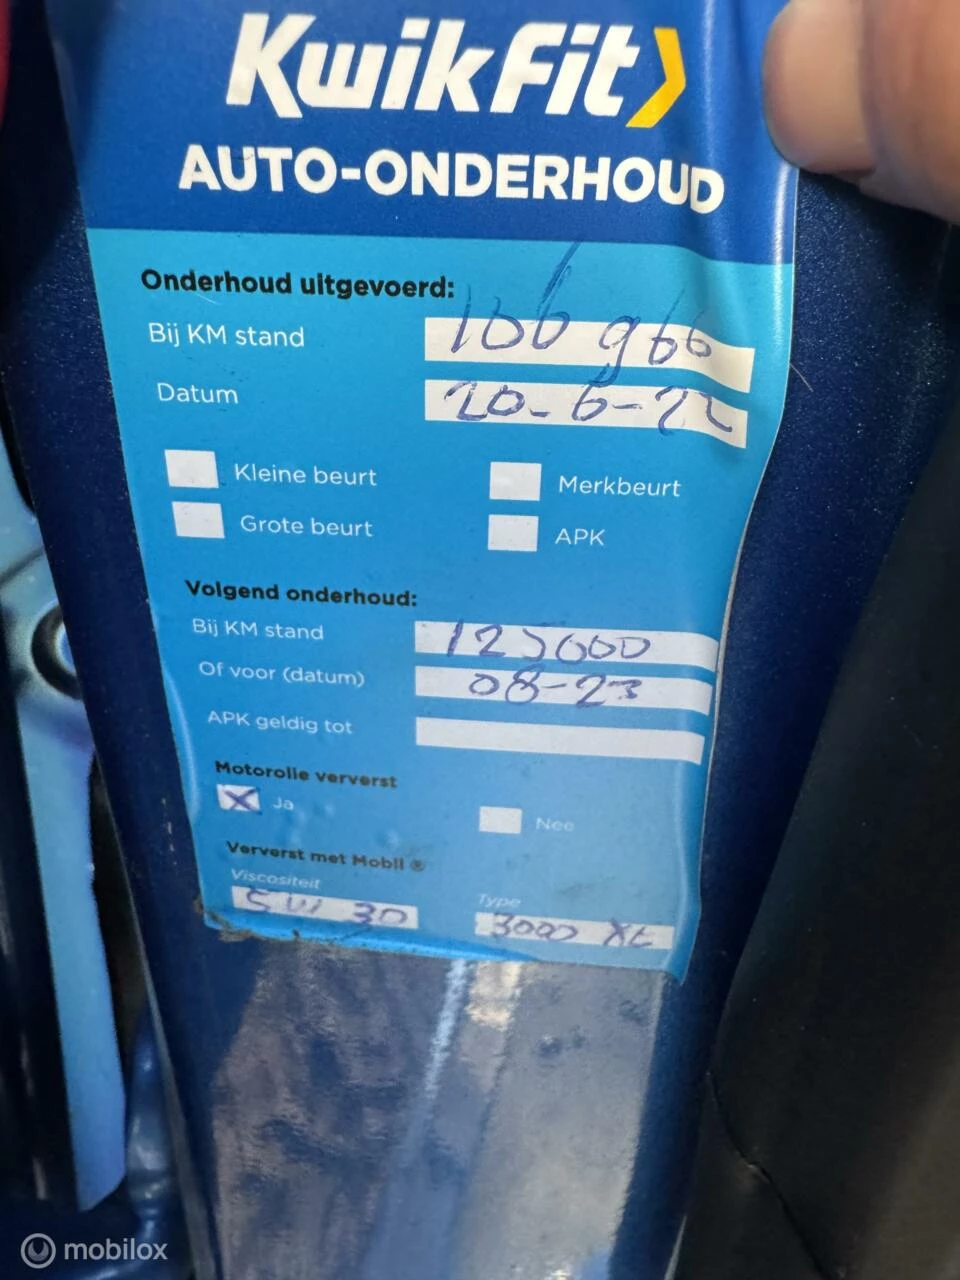 KwikFit
AUTO-ONDERHOUD
Onderhoud uitgevoerd:
Bij KM stand 106 966
Datum 20-6-22
Kleine beurt Merkbeurt
Grote beurt APK
Volgend onderhoud:
Bij KM stand 125000
Of voor (datum) 08-23
APK geldig tot
Motorolie ververst
X Ja Nee
Ververst met Mobil ®
Viscositeit Type
5W 30 3000 Xt
mobilox